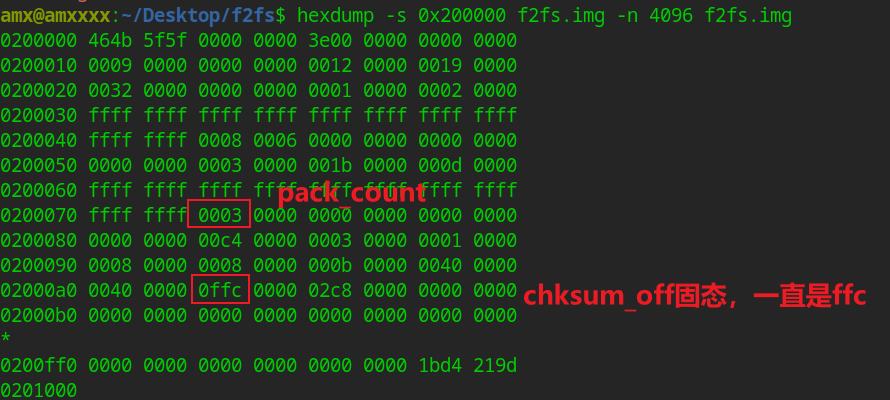 amx@amxxxx:~/Desktop/f2fs$ hexdump -s 0x200000 f2fs.img -n 4096 f2fs.img
0200000 464b 5f5f 0000 0000 3e00 0000 0000 0000
0200010 0009 0000 0000 0000 0012 0000 0019 0000
0200020 0032 0000 0000 0000 0001 0000 0002 0000
0200030 ffff ffff ffff ffff ffff ffff ffff ffff
0200040 ffff ffff 0008 0006 0000 0000 0000 0000
0200050 0000 0000 0003 0000 001b 0000 000d 0000
0200060 ffff ffff ffff ffff ffff ffff ffff ffff
pack_count
0200070 ffff ffff 0003 0000 0000 0000 0000 0000
0200080 0000 0000 00c4 0000 0003 0000 0001 0000
0200090 0008 0000 0008 0000 000b 0000 0040 0000
02000a0 0040 0000 0ffc 0000 02c8 0000 0000 0000
chksum_off固态，一直是ffc
02000b0 0000 0000 0000 0000 0000 0000 0000 0000
*
0200ff0 0000 0000 0000 0000 0000 0000 1bd4 219d
0201000